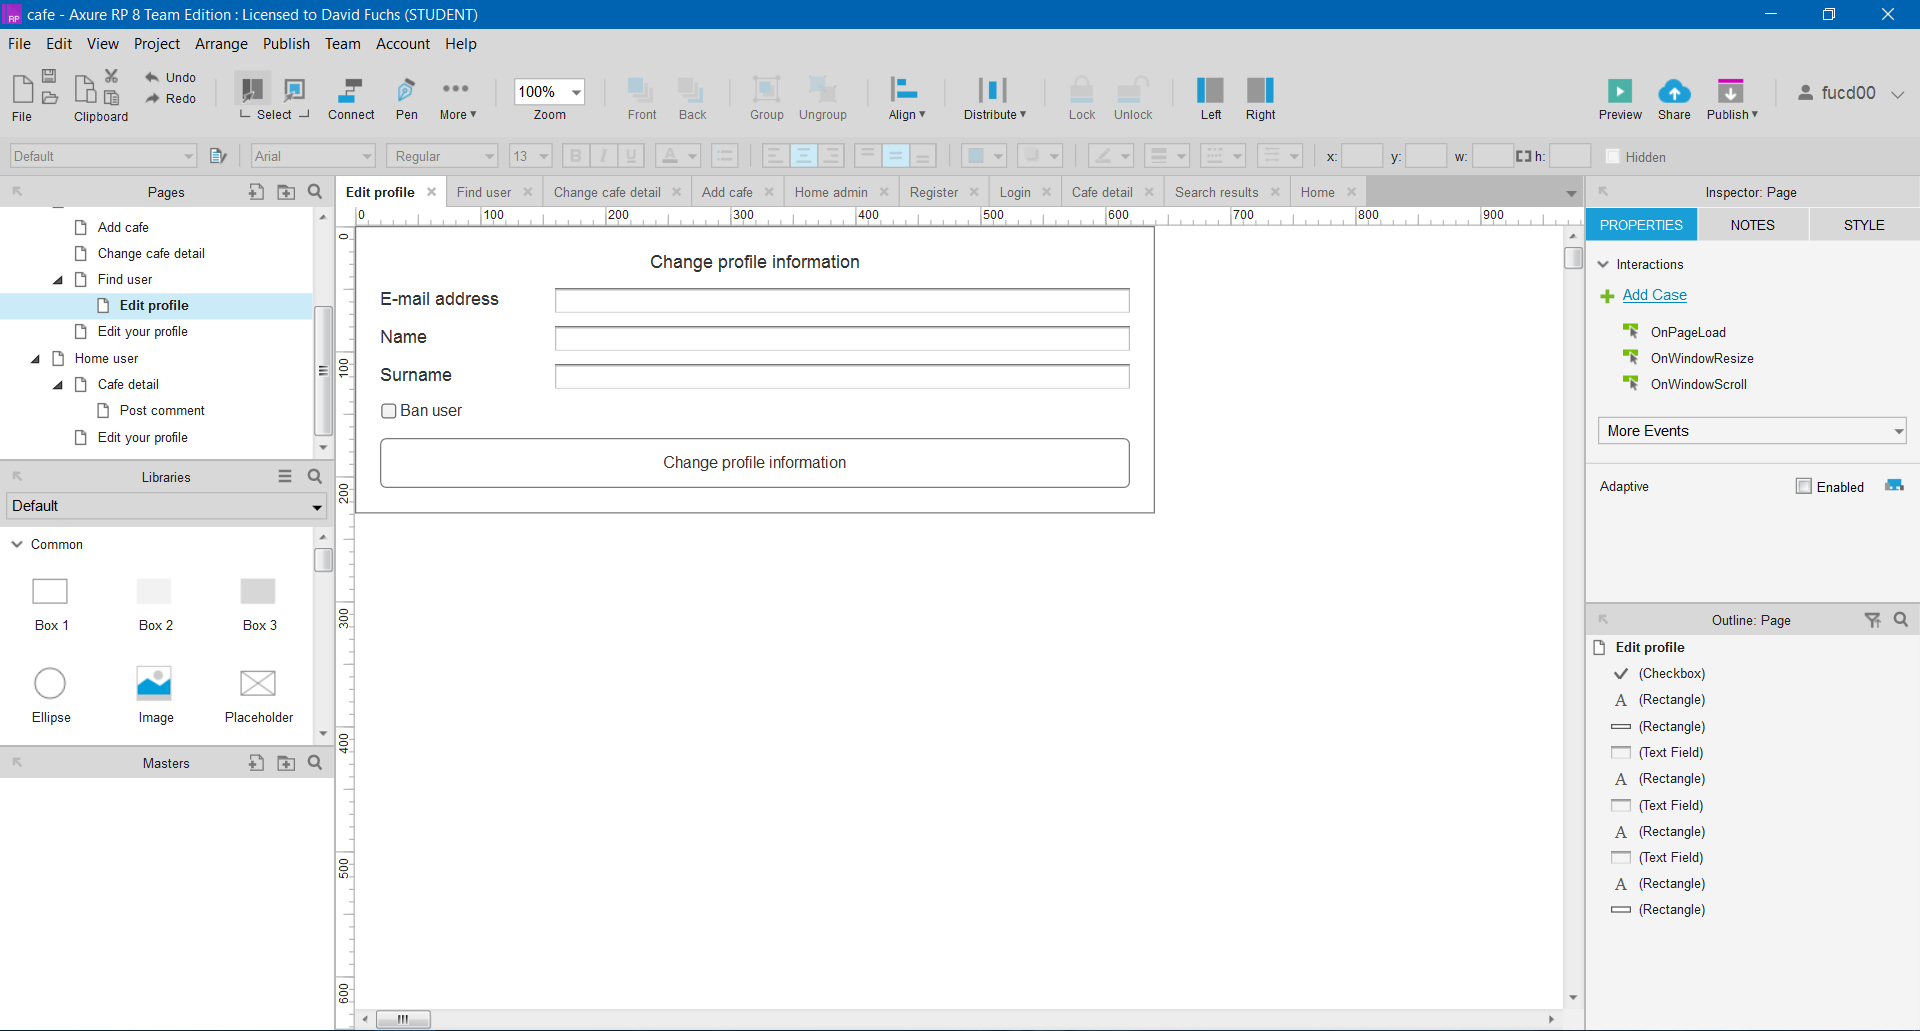 cafe - Axure RP 8 Team Edition : Licensed to David Fuchs (STUDENT)
File Edit View Project Arrange Publish Team Account Help
Undo
Redo
File Clipboard Select Connect Pen More 100% Zoom Front Back Group Ungroup Align Distribute Lock Unlock Left Right Preview Share Publish fucd00
Default Arial Regular 13 B I U A x: y: w: h: Hidden
Pages
Add cafe
Change cafe detail
Find user
Edit profile
Edit your profile
Home user
Cafe detail
Post comment
Edit your profile
Libraries
Default
Common
Box 1 Box 2 Box 3
Ellipse Image Placeholder
Masters
Edit profile Find user Change cafe detail Add cafe Home admin Register Login Cafe detail Search results Home
0 100 200 300 400 500 600 700 800 900
0
100
200
300
400
500
600
Change profile information
E-mail address
Name
Surname
Ban user
Change profile information
Inspector: Page
PROPERTIES NOTES STYLE
Interactions
Add Case
OnPageLoad
OnWindowResize
OnWindowScroll
More Events
Adaptive Enabled
Outline: Page
Edit profile
(Checkbox)
A (Rectangle)
(Rectangle)
(Text Field)
A (Rectangle)
(Text Field)
A (Rectangle)
(Text Field)
A (Rectangle)
(Rectangle)